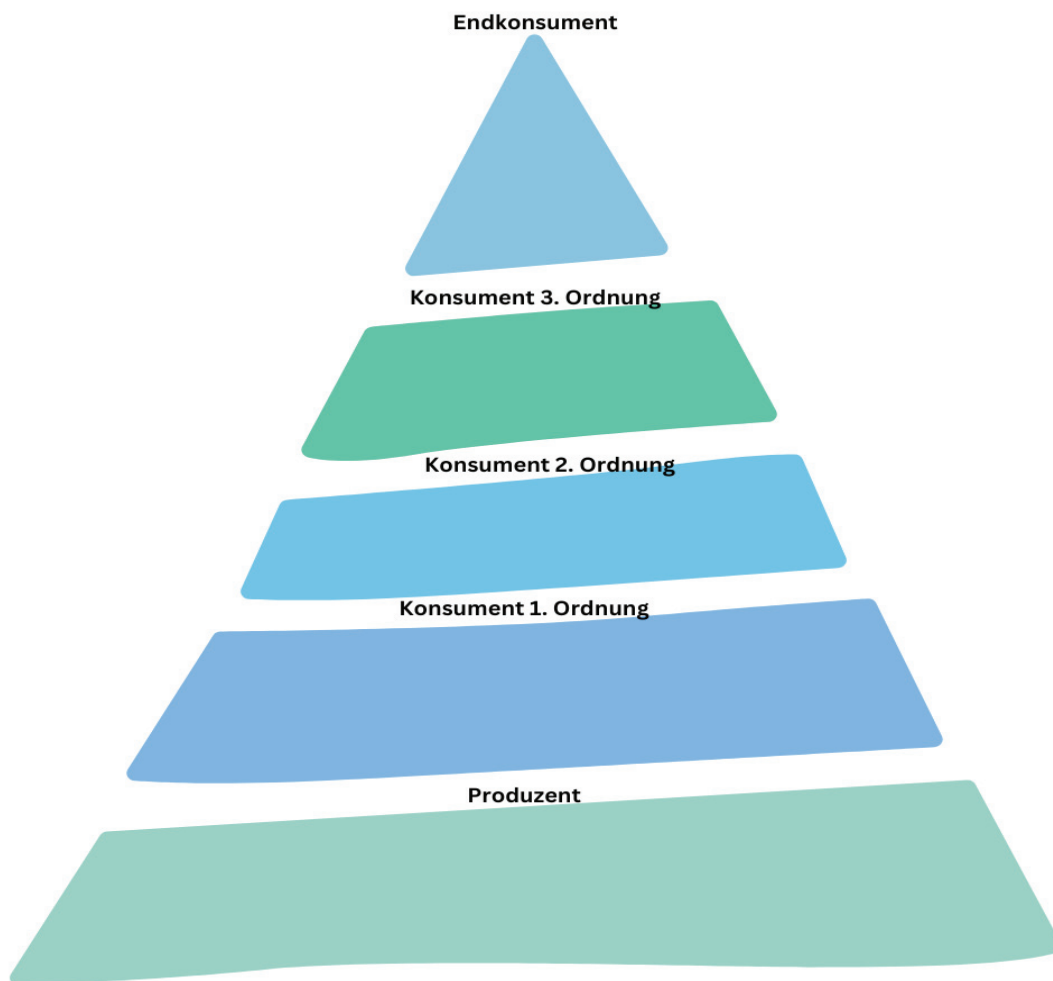 Endkonsument
Konsument 3. Ordnung
Konsument 2. Ordnung
Konsument 1. Ordnung
Produzent